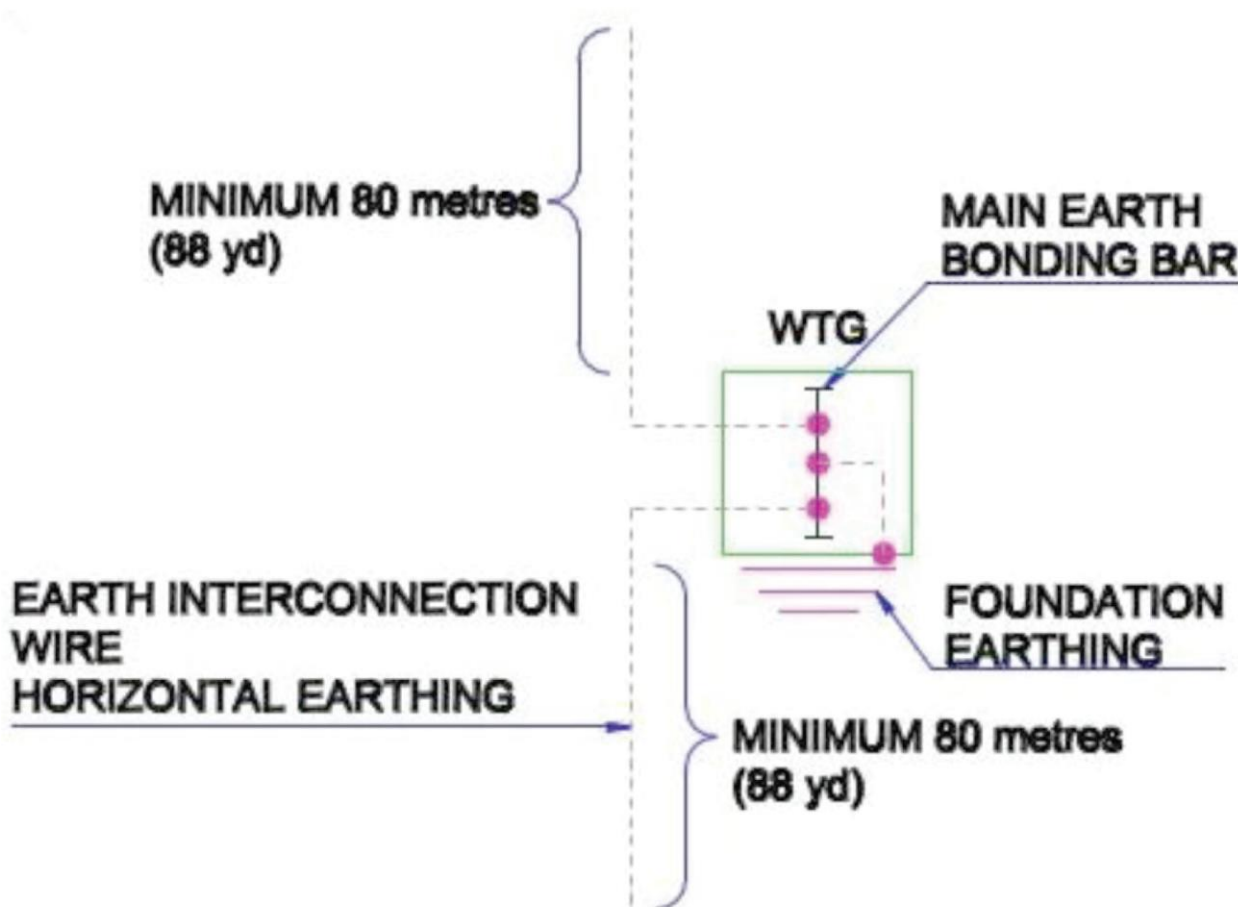 MINIMUM 80 metres
(88 yd)
MAIN EARTH
BONDING BAR
WTG
EARTH INTERCONNECTION
WIRE
HORIZONTAL EARTHING
FOUNDATION
EARTHING
MINIMUM 80 metres
(88 yd)